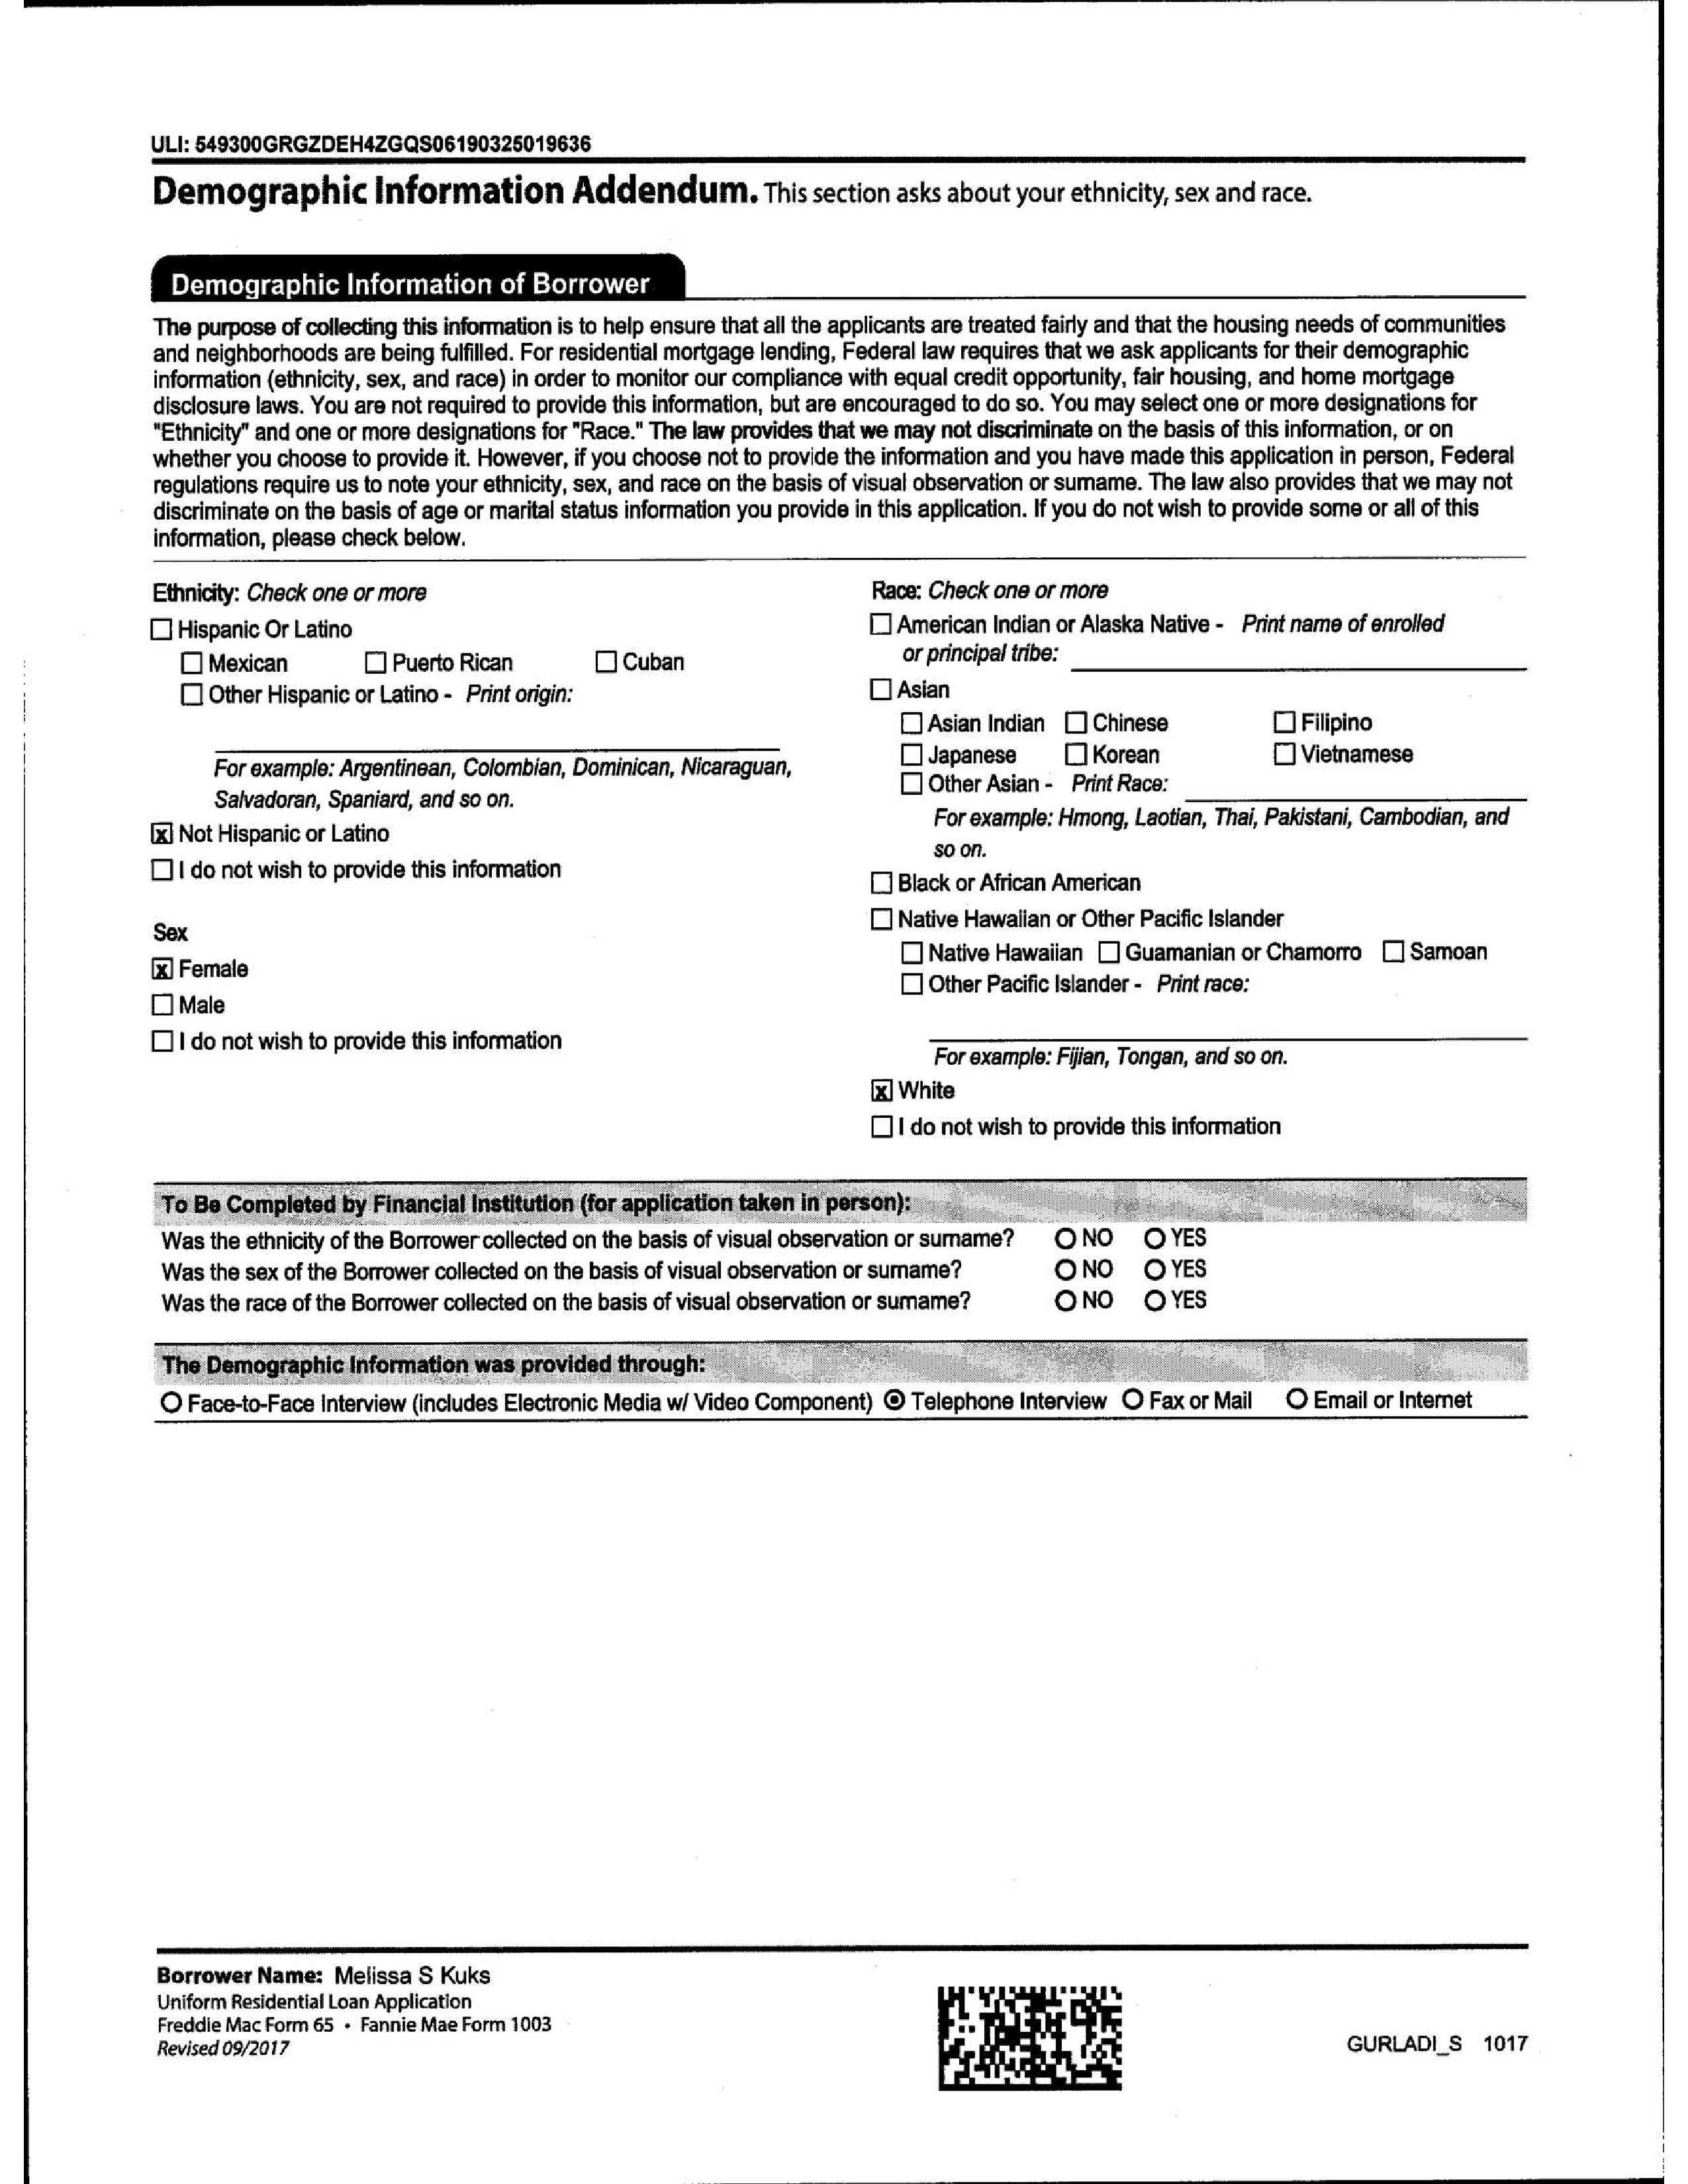 ULI: 549300GRGZDEH4ZGQS06190325019636
Demographic Information Addendum. This section asks about your ethnicity, sex and race.
Demographic Information of Borrower
The purpose of collecting this information is to help ensure that all the applicants are treated fairly and that the housing needs of communities
and neighborhoods are being fulfilled. For residential mortgage lending, Federal law requires that we ask applicants for their demographic
information (ethnicity, sex, and race) in order to monitor our compliance with equal credit opportunity, fair housing, and home mortgage
disclosure laws. You are not required to provide this information, but are encouraged to do so. You may select one or more designations for
"Ethnicity" and one or more designations for "Race." The law provides that we may not discriminate on the basis of this information, or on
whether you choose to provide it. However, if you choose not to provide the information and you have made this application in person, Federal
regulations require us to note your ethnicity, sex, and race on the basis of visual observation or surname. The law also provides that we may not
discriminate on the basis of age or marital status information you provide in this application. If you do not wish to provide some or all of this
information, please check below.
Ethnicity: Check one or more
☐ Hispanic Or Latino
☐ Mexican ☐ Puerto Rican ☐ Cuban
☐ Other Hispanic or Latino - Print origin:
For example: Argentinean, Colombian, Dominican, Nicaraguan,
Salvadoran, Spaniard, and so on.
☒ Not Hispanic or Latino
☐ I do not wish to provide this information
Sex
☒ Female
☐ Male
☐ I do not wish to provide this information
Race: Check one or more
☐ American Indian or Alaska Native - Print name of enrolled
or principal tribe:
☐ Asian
☐ Asian Indian ☐ Chinese ☐ Filipino
☐ Japanese ☐ Korean ☐ Vietnamese
☐ Other Asian - Print Race:
For example: Hmong, Laotian, Thai, Pakistani, Cambodian, and
so on.
☐ Black or African American
☐ Native Hawaiian or Other Pacific Islander
☐ Native Hawaiian ☐ Guamanian or Chamorro ☐ Samoan
☐ Other Pacific Islander - Print race:
For example: Fijian, Tongan, and so on.
☒ White
☐ I do not wish to provide this information
To Be Completed by Financial Institution (for application taken in person):
Was the ethnicity of the Borrower collected on the basis of visual observation or surname? ○ NO ○ YES
Was the sex of the Borrower collected on the basis of visual observation or surname? ○ NO ○ YES
Was the race of the Borrower collected on the basis of visual observation or surname? ○ NO ○ YES
The Demographic Information was provided through:
○ Face-to-Face Interview (includes Electronic Media w/ Video Component) ◉ Telephone Interview ○ Fax or Mail ○ Email or Internet
Borrower Name: Melissa S Kuks
Uniform Residential Loan Application
Freddie Mac Form 65 • Fannie Mae Form 1003
Revised 09/2017
GURLADI_S 1017